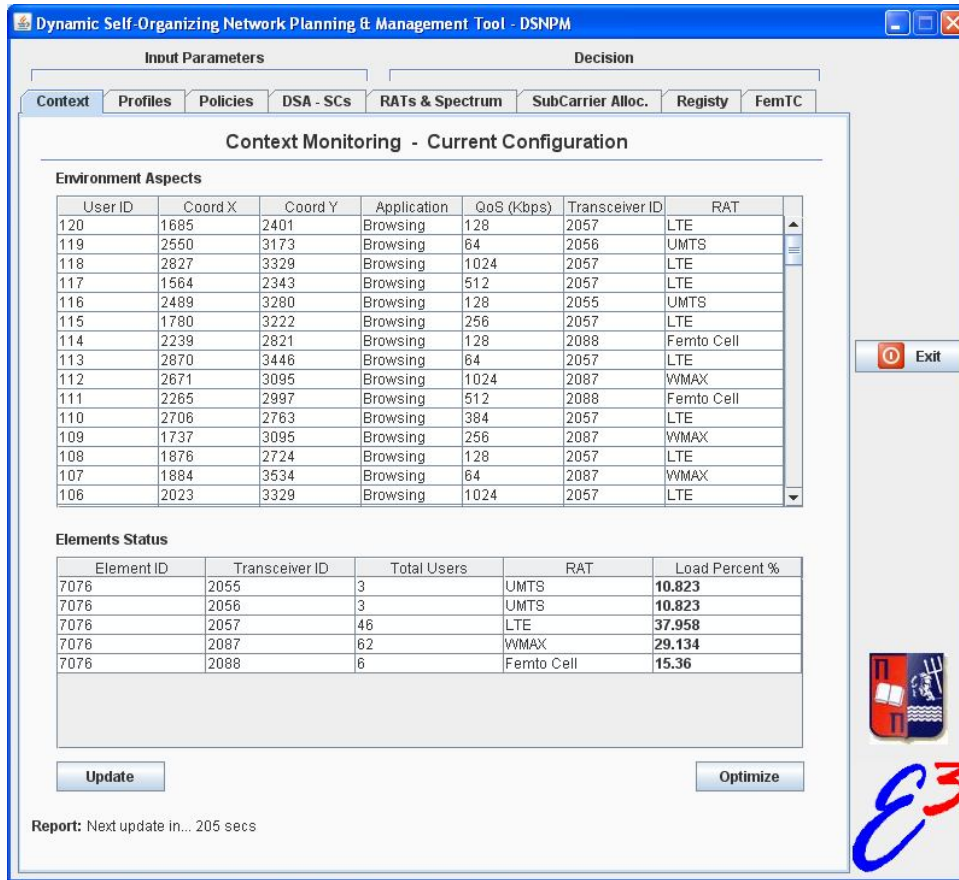 Dynamic Self-Organizing Network Planning & Management Tool - DSNPM
Input Parameters Decision
Context Profiles Policies DSA - SCs RATs & Spectrum SubCarrier Alloc. Registy FemTC
Context Monitoring - Current Configuration
Environment Aspects
User ID Coord X Coord Y Application QoS (Kbps) Transceiver ID RAT
120 1685 2401 Browsing 128 2057 LTE
119 2550 3173 Browsing 64 2056 UMTS
118 2827 3329 Browsing 1024 2057 LTE
117 1564 2343 Browsing 512 2057 LTE
116 2489 3280 Browsing 128 2055 UMTS
115 1780 3222 Browsing 256 2057 LTE
114 2239 2821 Browsing 128 2088 Femto Cell
113 2870 3446 Browsing 64 2057 LTE
112 2671 3095 Browsing 1024 2087 WMAX
111 2265 2997 Browsing 512 2088 Femto Cell
110 2706 2763 Browsing 384 2057 LTE
109 1737 3095 Browsing 256 2087 WMAX
108 1876 2724 Browsing 128 2057 LTE
107 1884 3534 Browsing 64 2087 WMAX
106 2023 3329 Browsing 1024 2057 LTE
Exit
Elements Status
Element ID Transceiver ID Total Users RAT Load Percent %
7076 2055 3 UMTS 10.823
7076 2056 3 UMTS 10.823
7076 2057 46 LTE 37.958
7076 2087 62 WMAX 29.134
7076 2088 6 Femto Cell 15.36
Π
Π
Update Optimize
E3
Report: Next update in... 205 secs